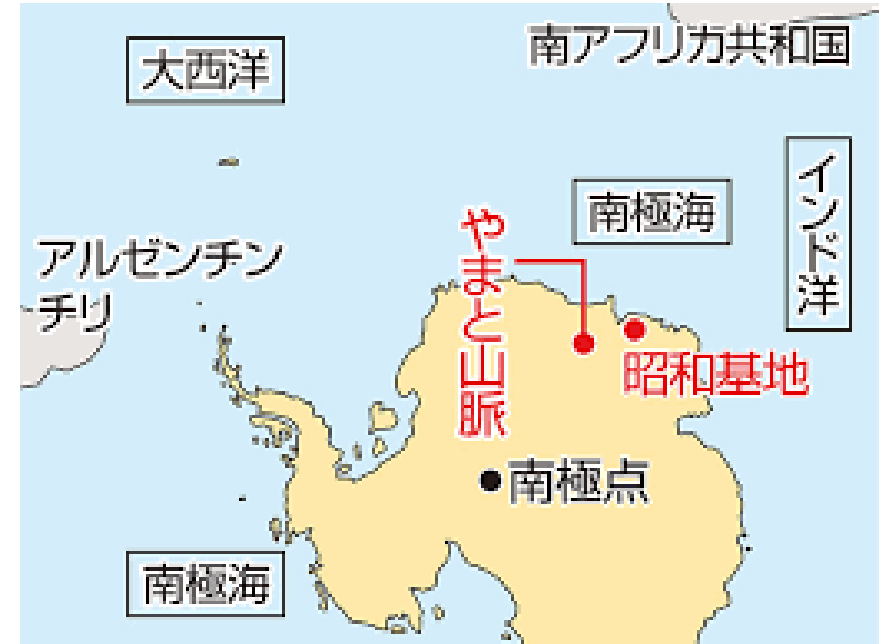 大西洋
南アフリカ共和国
インド洋
南極海
やまと山脈
アルゼンチン
チリ
昭和基地
南極点
南極海